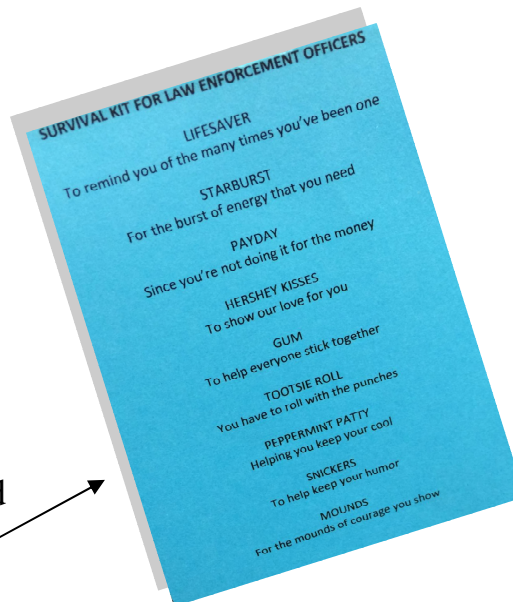 SURVIVAL KIT FOR LAW ENFORCEMENT OFFICERS
LIFESAVER
To remind you of the many times you've been one
STARBURST
For the burst of energy that you need
PAYDAY
Since you're not doing it for the money
HERSHEY KISSES
To show our love for you
GUM
To help everyone stick together
TOOTSIE ROLL
You have to roll with the punches
PEPPERMINT PATTY
Helping you keep your cool
SNICKERS
To help keep your humor
MOUNDS
For the mounds of courage you show